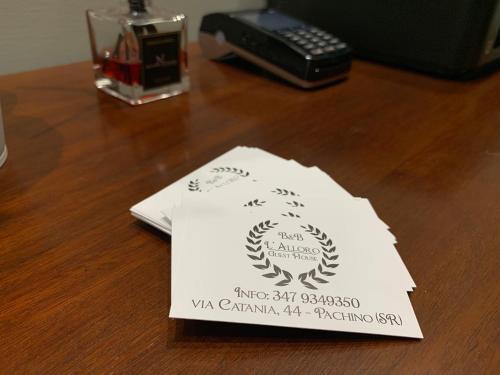 B&B
L'Alloro
Guest House
Info: 347 9349350
via Catania, 44 - Pachino (SR)